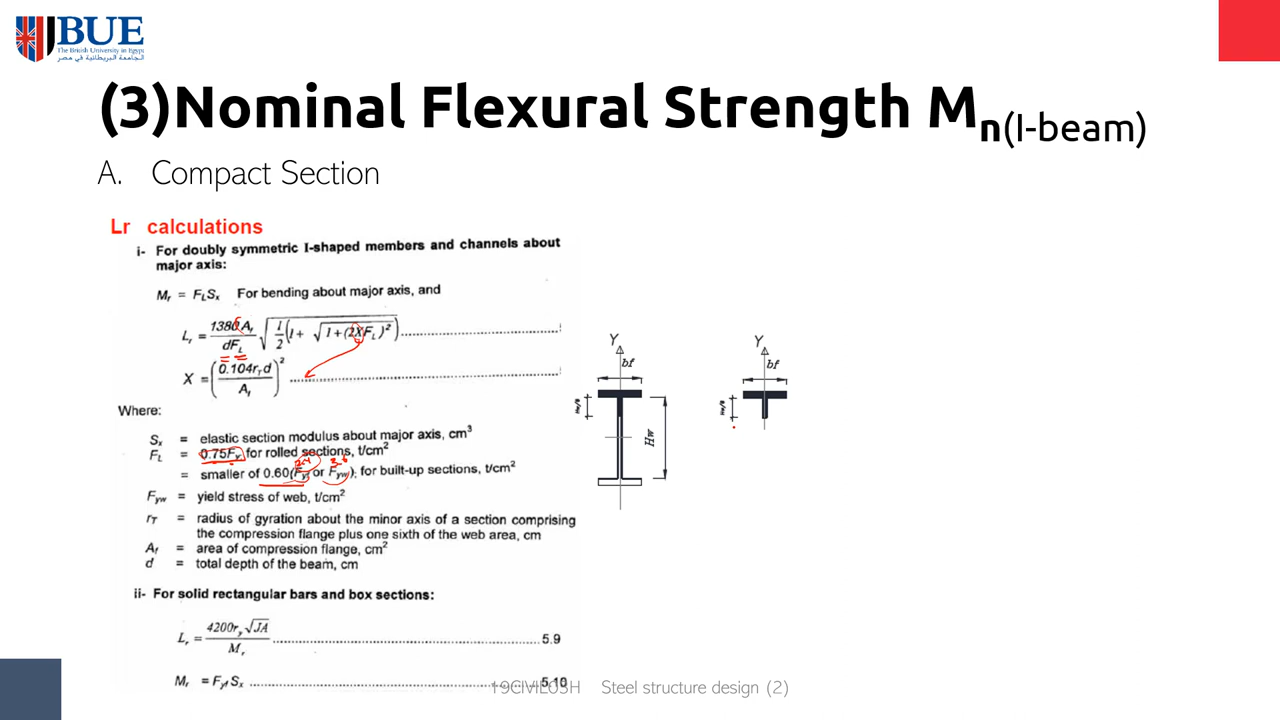 BUE
The British University in Egypt
الجامعة البريطانية في مصر
(3)Nominal Flexural Strength Mn(I-beam)
A. Compact Section
Lr calculations
i- For doubly symmetric I-shaped members and channels about
major axis:
Mr = FLSx For bending about major axis, and
Lr = 1380Af / dFL √(1/2(1+ √(1+(2XFL)²))
X = (0.104rTd / Af)²
Where:
Sx = elastic section modulus about major axis, cm³
FL = 0.75Fy for rolled sections, t/cm²
= smaller of 0.60(Fyf or Fyw); for built-up sections, t/cm²
Fyw = yield stress of web, t/cm²
rT = radius of gyration about the minor axis of a section comprising
the compression flange plus one sixth of the web area, cm
Af = area of compression flange, cm²
d = total depth of the beam, cm
ii- For solid rectangular bars and box sections:
Lr = 4200ry√JA / Mr 5.9
Mr = Fyf Sx 5.10
Y
bf
Hw
Y
bf
19CIVIL05H Steel structure design (2)